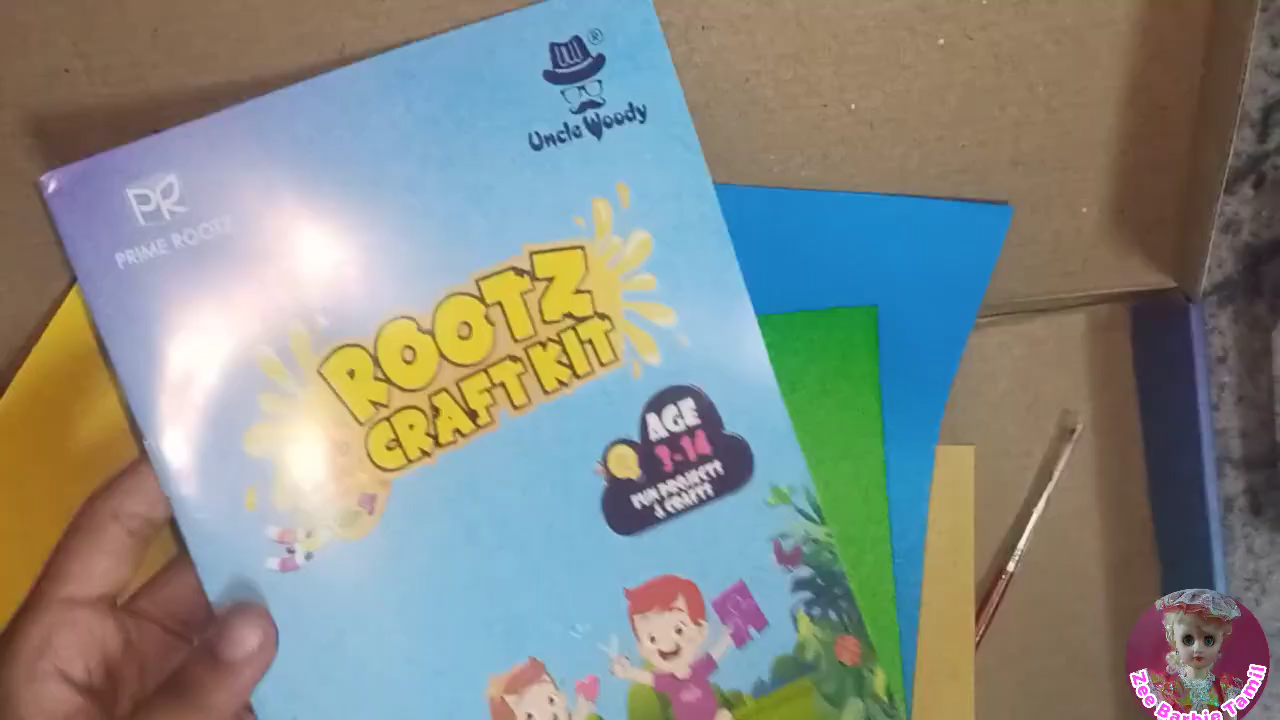 Uncle Woody
PR
PRIME ROOTZ
ROOTZ
CRAFT KIT
AGE
3-14
FUN PROJECTS
& CRAFTS
Zee Barbie Tamil